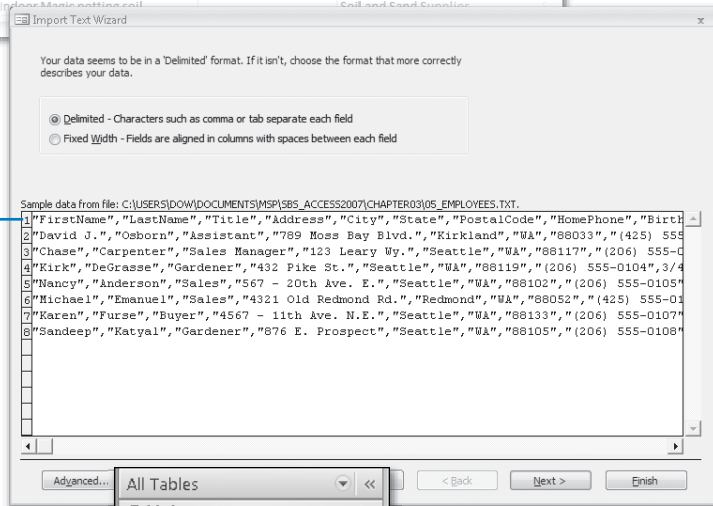 Magic potting soil Soil and Sand Supplier
Import Text Wizard x
Your data seems to be in a 'Delimited' format. If it isn't, choose the format that more correctly
describes your data.
Delimited - Characters such as comma or tab separate each field
Fixed Width - Fields are aligned in columns with spaces between each field
Sample data from file: C:\USERS\DOW\DOCUMENTS\MSP\SBS_ACCESS2007\CHAPTER03\05_EMPLOYEES.TXT.
1 "FirstName","LastName","Title","Address","City","State","PostalCode","HomePhone","Birth
2 "David J.","Osborn","Assistant","789 Moss Bay Blvd.","Kirkland","WA","88033","(425) 555
3 "Chase","Carpenter","Sales Manager","123 Leary Wy.","Seattle","WA","88117","(206) 555-0
4 "Kirk","DeGrasse","Gardener","432 Pike St.","Seattle","WA","88119","(206) 555-0104",3/4
5 "Nancy","Anderson","Sales","567 - 20th Ave. E.","Seattle","WA","88102","(206) 555-0105"
6 "Michael","Emanuel","Sales","4321 Old Redmond Rd.","Redmond","WA","88052","(425) 555-01
7 "Karen","Furse","Buyer","4567 - 11th Ave. N.E.","Seattle","WA","88133","(206) 555-0107"
8 "Sandeep","Katyal","Gardener","876 E. Prospect","Seattle","WA","88105","(206) 555-0108"
Advanced... < Back Next > Finish
All Tables «